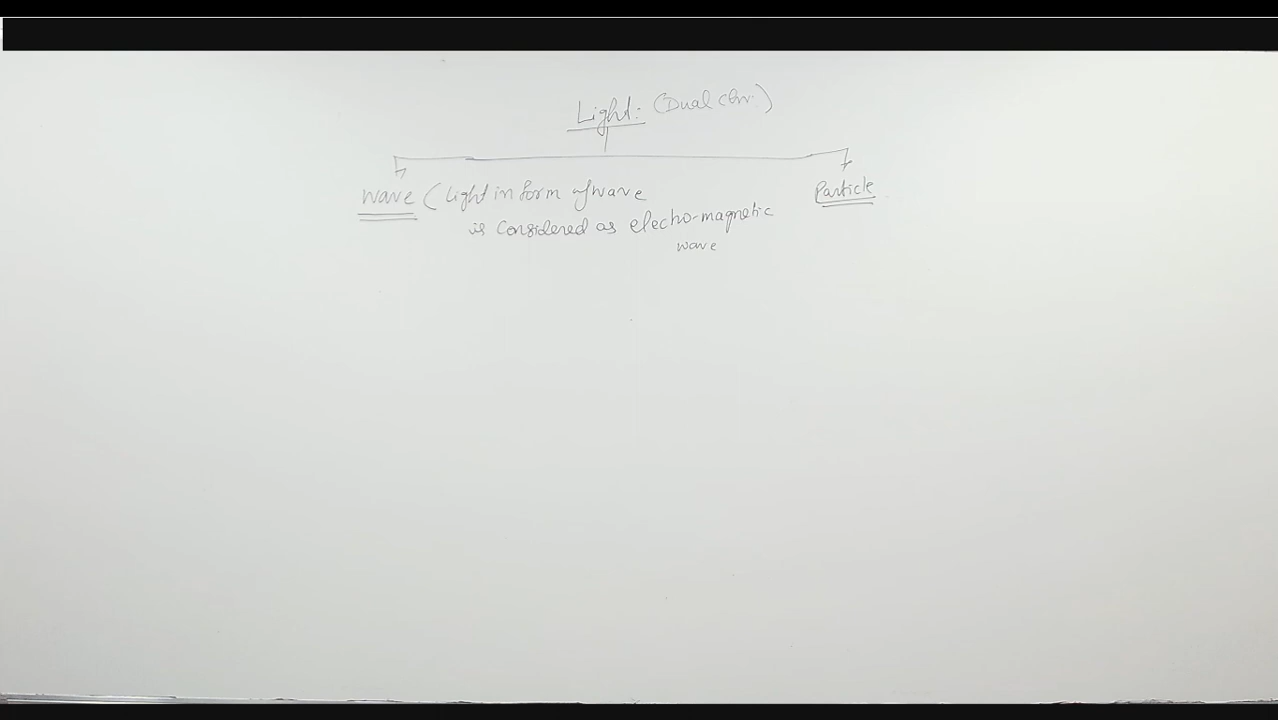 Light: (Dual chr.)
wave (Light in form of wave
is Considered as electro-magnetic
wave
Particle